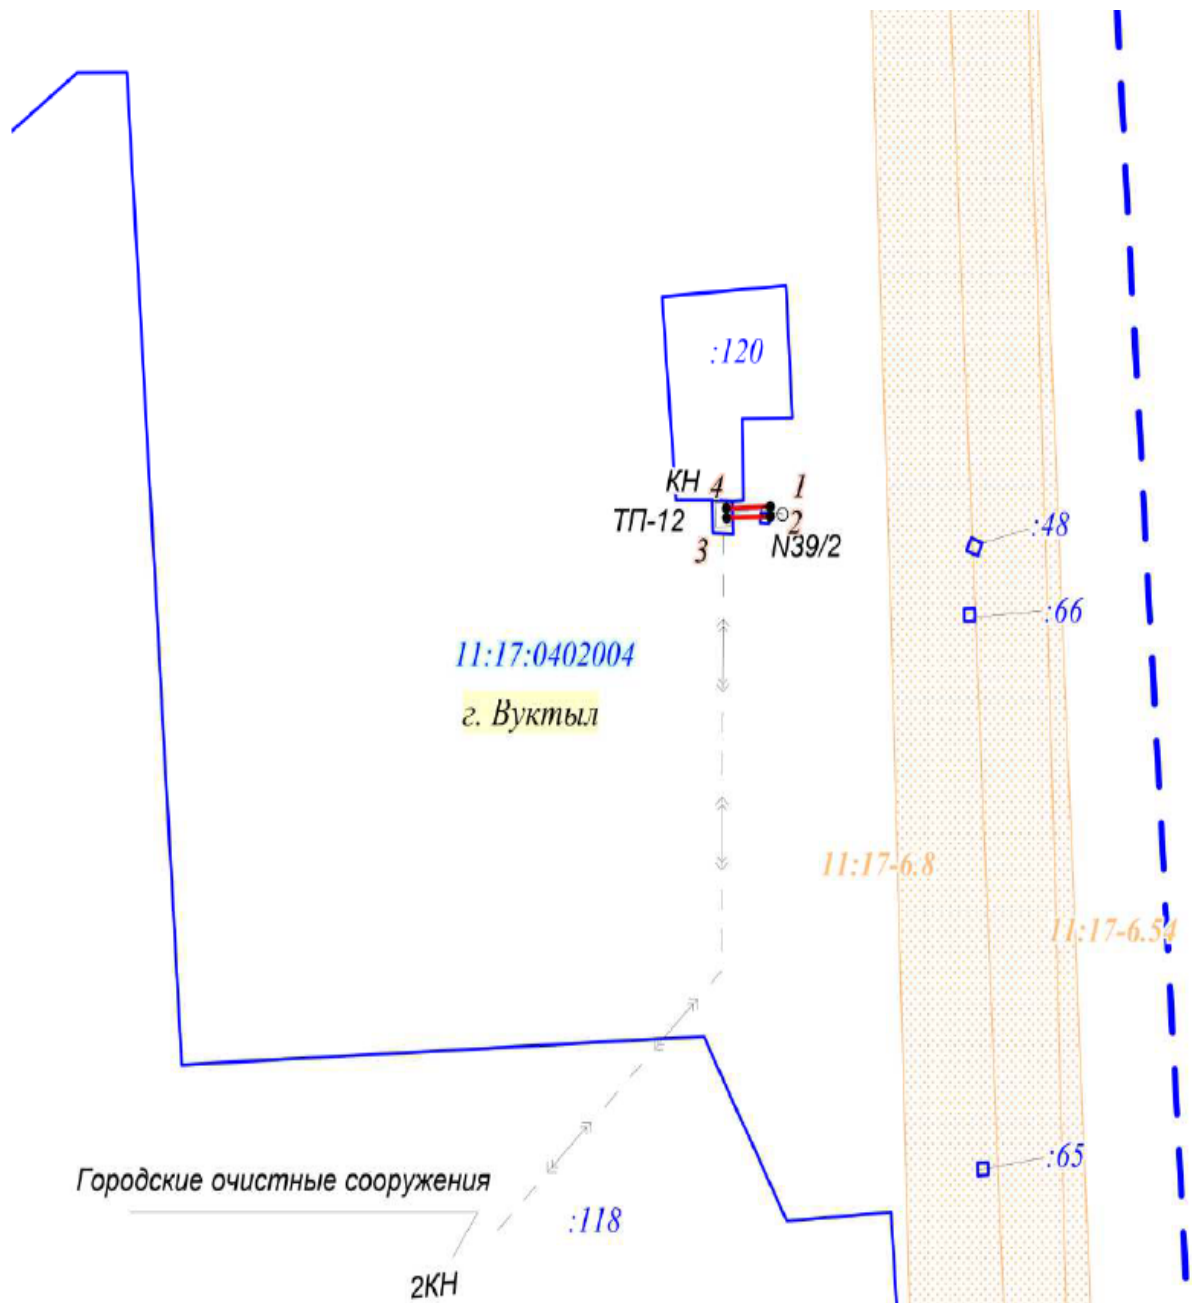 :120
КН 4 1
ТП-12 2
3 N39/2
:48
:66
11:17:0402004
г. Вуктыл
11:17-6.8
11:17-6.54
:65
Городские очистные сооружения
:118
2КН